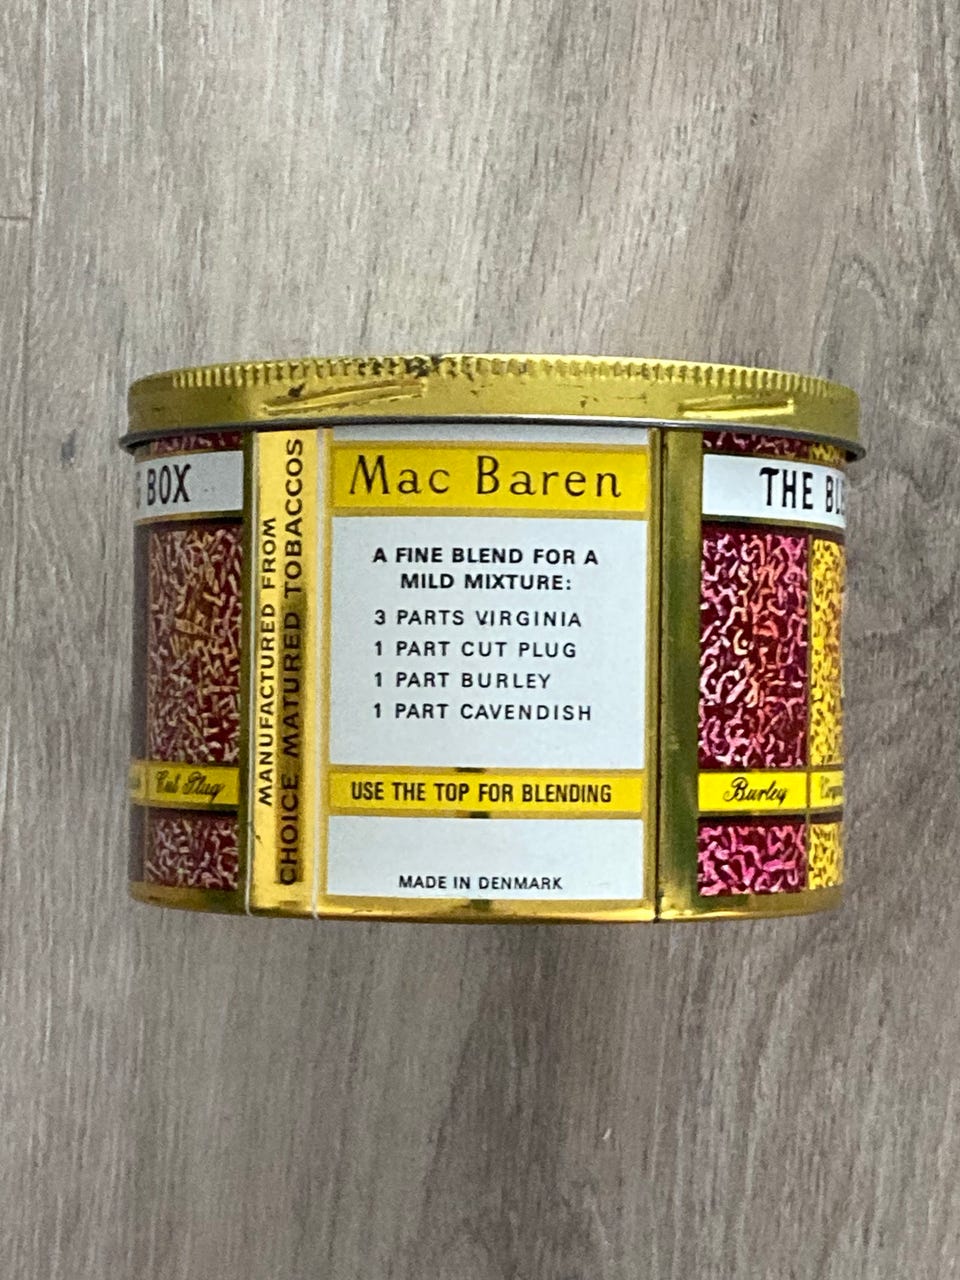 BOX
Cut Plug
MANUFACTURED FROM
CHOICE MATURED TOBACCOS
Mac Baren
A FINE BLEND FOR A
MILD MIXTURE:
3 PARTS VIRGINIA
1 PART CUT PLUG
1 PART BURLEY
1 PART CAVENDISH
USE THE TOP FOR BLENDING
MADE IN DENMARK
THE
Burley